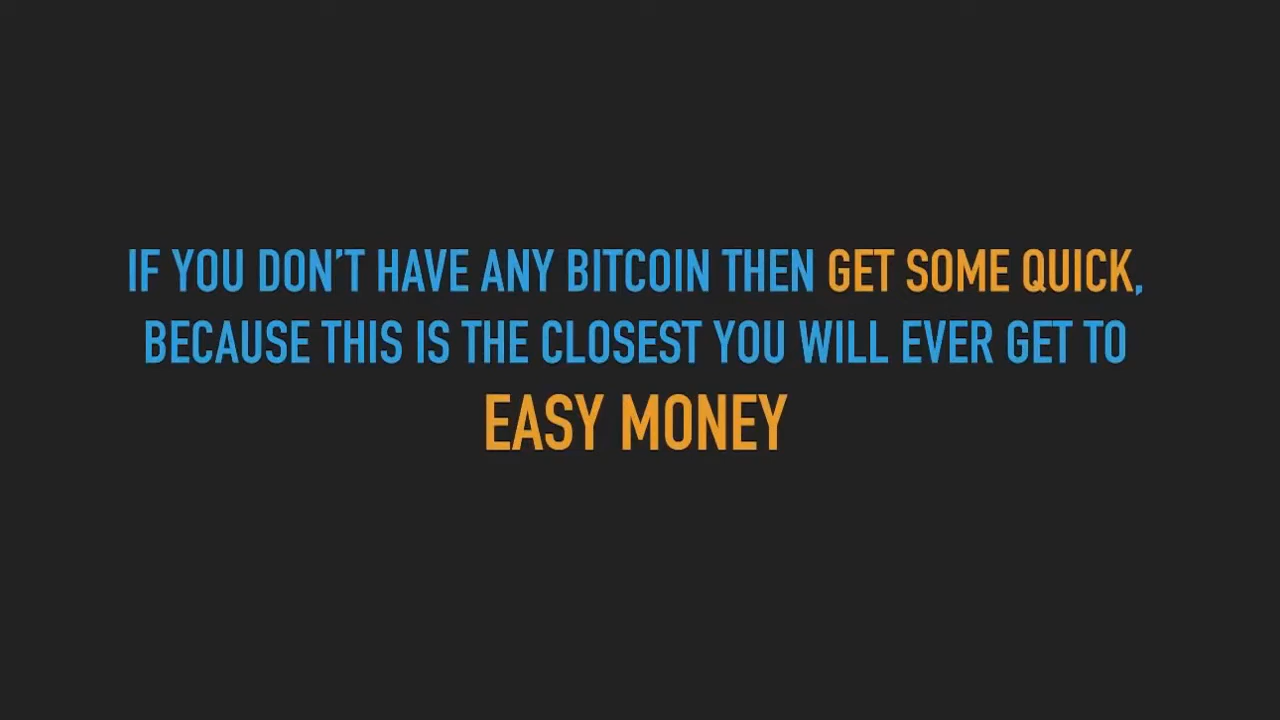 IF YOU DON'T HAVE ANY BITCOIN THEN GET SOME QUICK,
BECAUSE THIS IS THE CLOSEST YOU WILL EVER GET TO
EASY MONEY